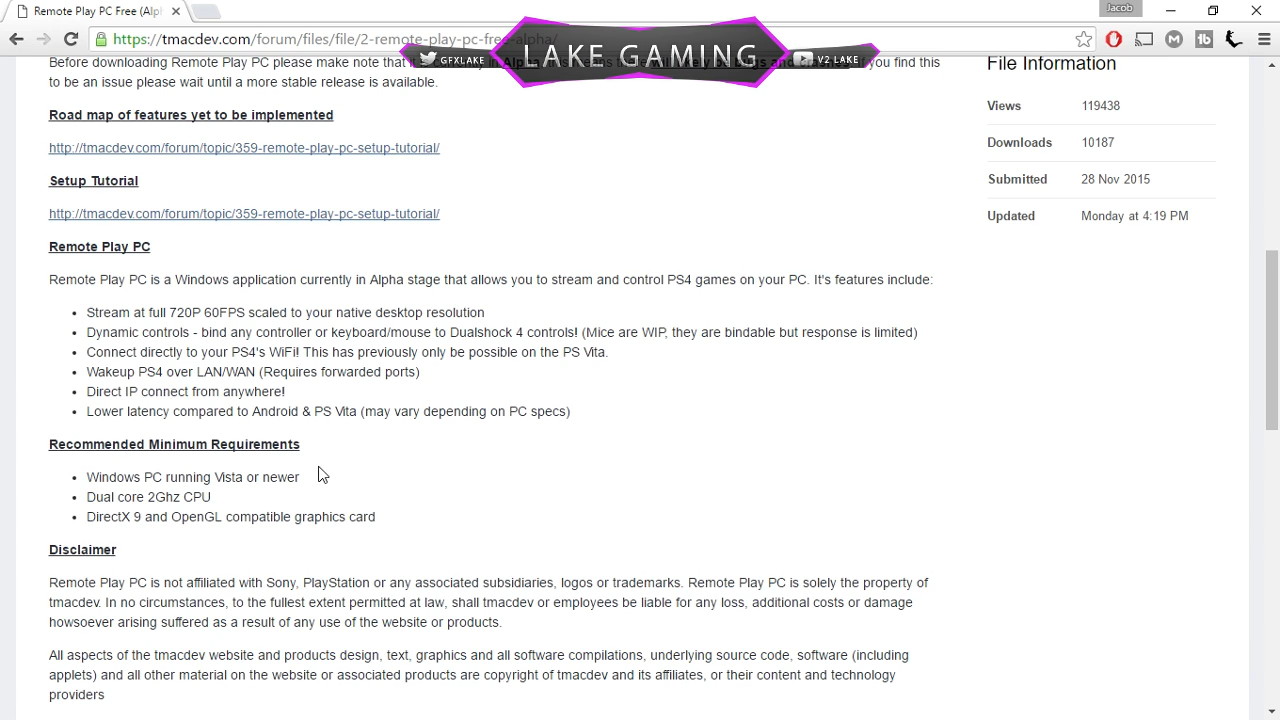 Remote Play PC Free (Alph
Jacob
https://tmacdev.com/forum/files/file/2-remote-play-pc-free-alpha/
GFXLAKE
LAKE GAMING
V2 LAKE
Before downloading Remote Play PC please make note that it you find this
to be an issue please wait until a more stable release is available.
Road map of features yet to be implemented
http://tmacdev.com/forum/topic/359-remote-play-pc-setup-tutorial/
Setup Tutorial
http://tmacdev.com/forum/topic/359-remote-play-pc-setup-tutorial/
Remote Play PC
Remote Play PC is a Windows application currently in Alpha stage that allows you to stream and control PS4 games on your PC. It's features include:
• Stream at full 720P 60FPS scaled to your native desktop resolution
• Dynamic controls - bind any controller or keyboard/mouse to Dualshock 4 controls! (Mice are WIP, they are bindable but response is limited)
• Connect directly to your PS4's WiFi! This has previously only be possible on the PS Vita.
• Wakeup PS4 over LAN/WAN (Requires forwarded ports)
• Direct IP connect from anywhere!
• Lower latency compared to Android & PS Vita (may vary depending on PC specs)
Recommended Minimum Requirements
• Windows PC running Vista or newer
• Dual core 2Ghz CPU
• DirectX 9 and OpenGL compatible graphics card
Disclaimer
Remote Play PC is not affiliated with Sony, PlayStation or any associated subsidiaries, logos or trademarks. Remote Play PC is solely the property of
tmacdev. In no circumstances, to the fullest extent permitted at law, shall tmacdev or employees be liable for any loss, additional costs or damage
howsoever arising suffered as a result of any use of the website or products.
All aspects of the tmacdev website and products design, text, graphics and all software compilations, underlying source code, software (including
applets) and all other material on the website or associated products are copyright of tmacdev and its affiliates, or their content and technology
providers
File Information
Views 119438
Downloads 10187
Submitted 28 Nov 2015
Updated Monday at 4:19 PM